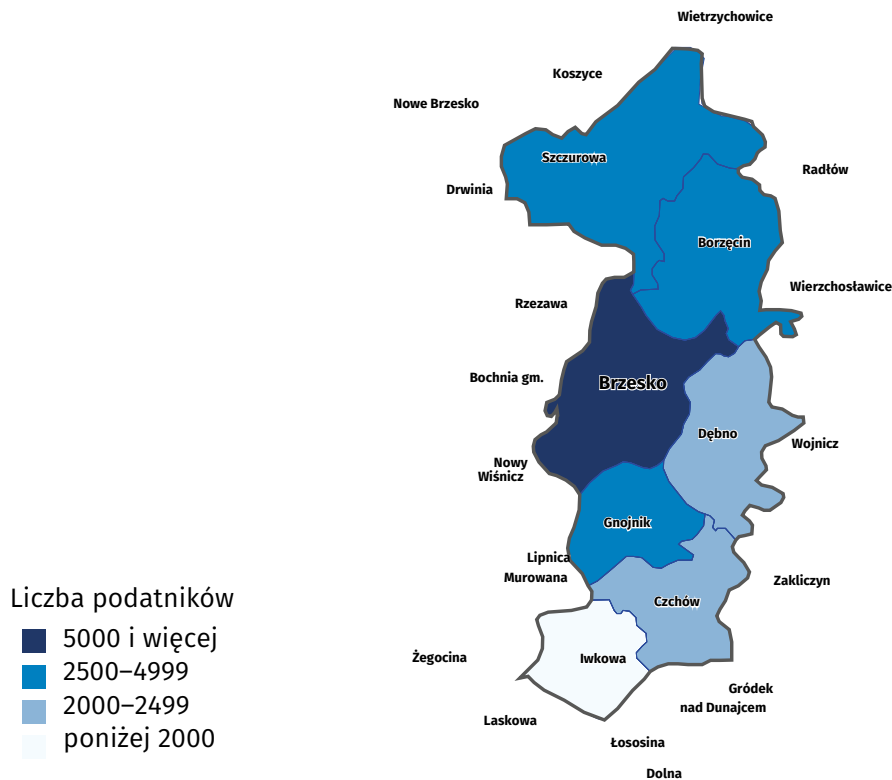 Wietrzychowice
Koszyce
Nowe Brzesko
Szczurowa
Radłów
Drwinia
Borzęcin
Wierzchosławice
Rzezawa
Bochnia gm.
Brzesko
Dębno
Wojnicz
Nowy
Wiśnicz
Gnojnik
Lipnica
Murowana
Zakliczyn
Czchów
Żegocina
Iwkowa
Gródek
nad Dunajcem
Laskowa
Łososina
Dolna
Liczba podatników
5000 i więcej
2500–4999
2000–2499
poniżej 2000